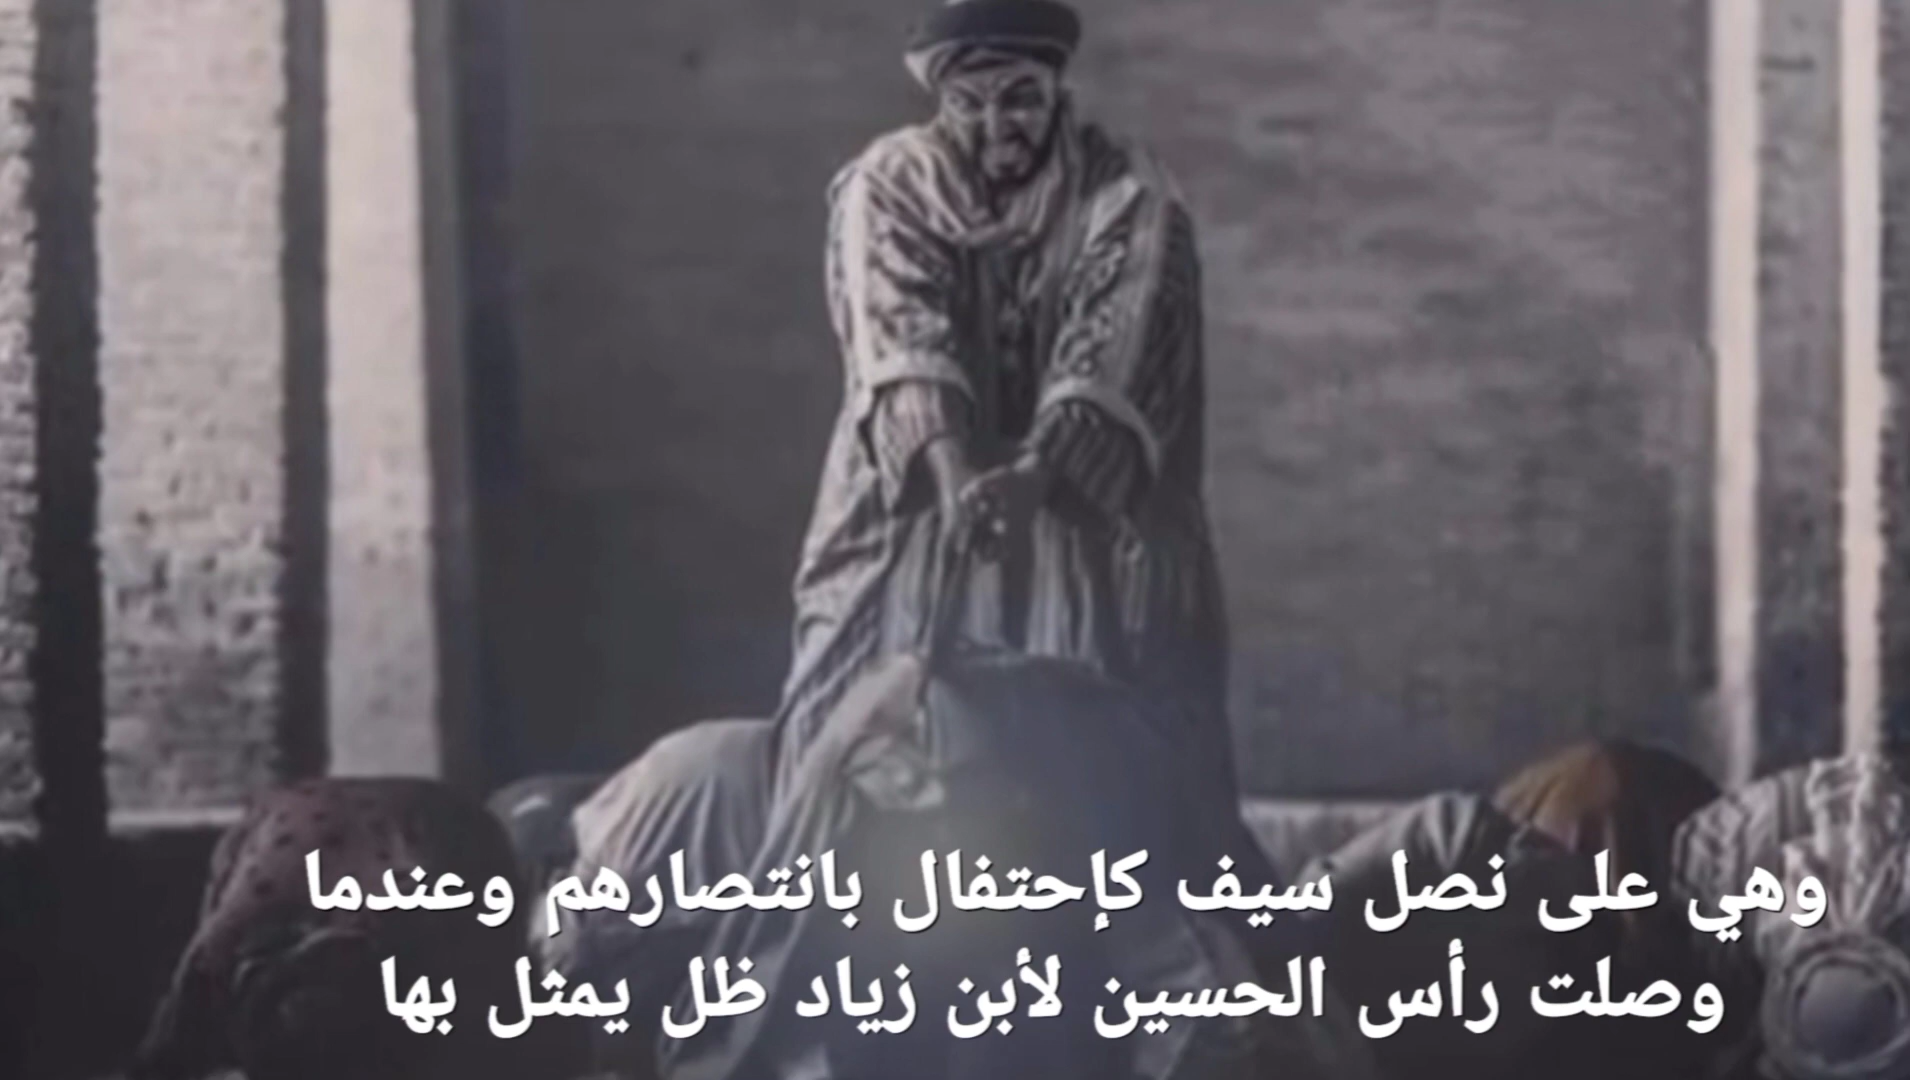 وهي على نصل سيف كإحتفال بانتصارهم وعندما
وصلت رأس الحسين لأبن زياد ظل يمثل بها